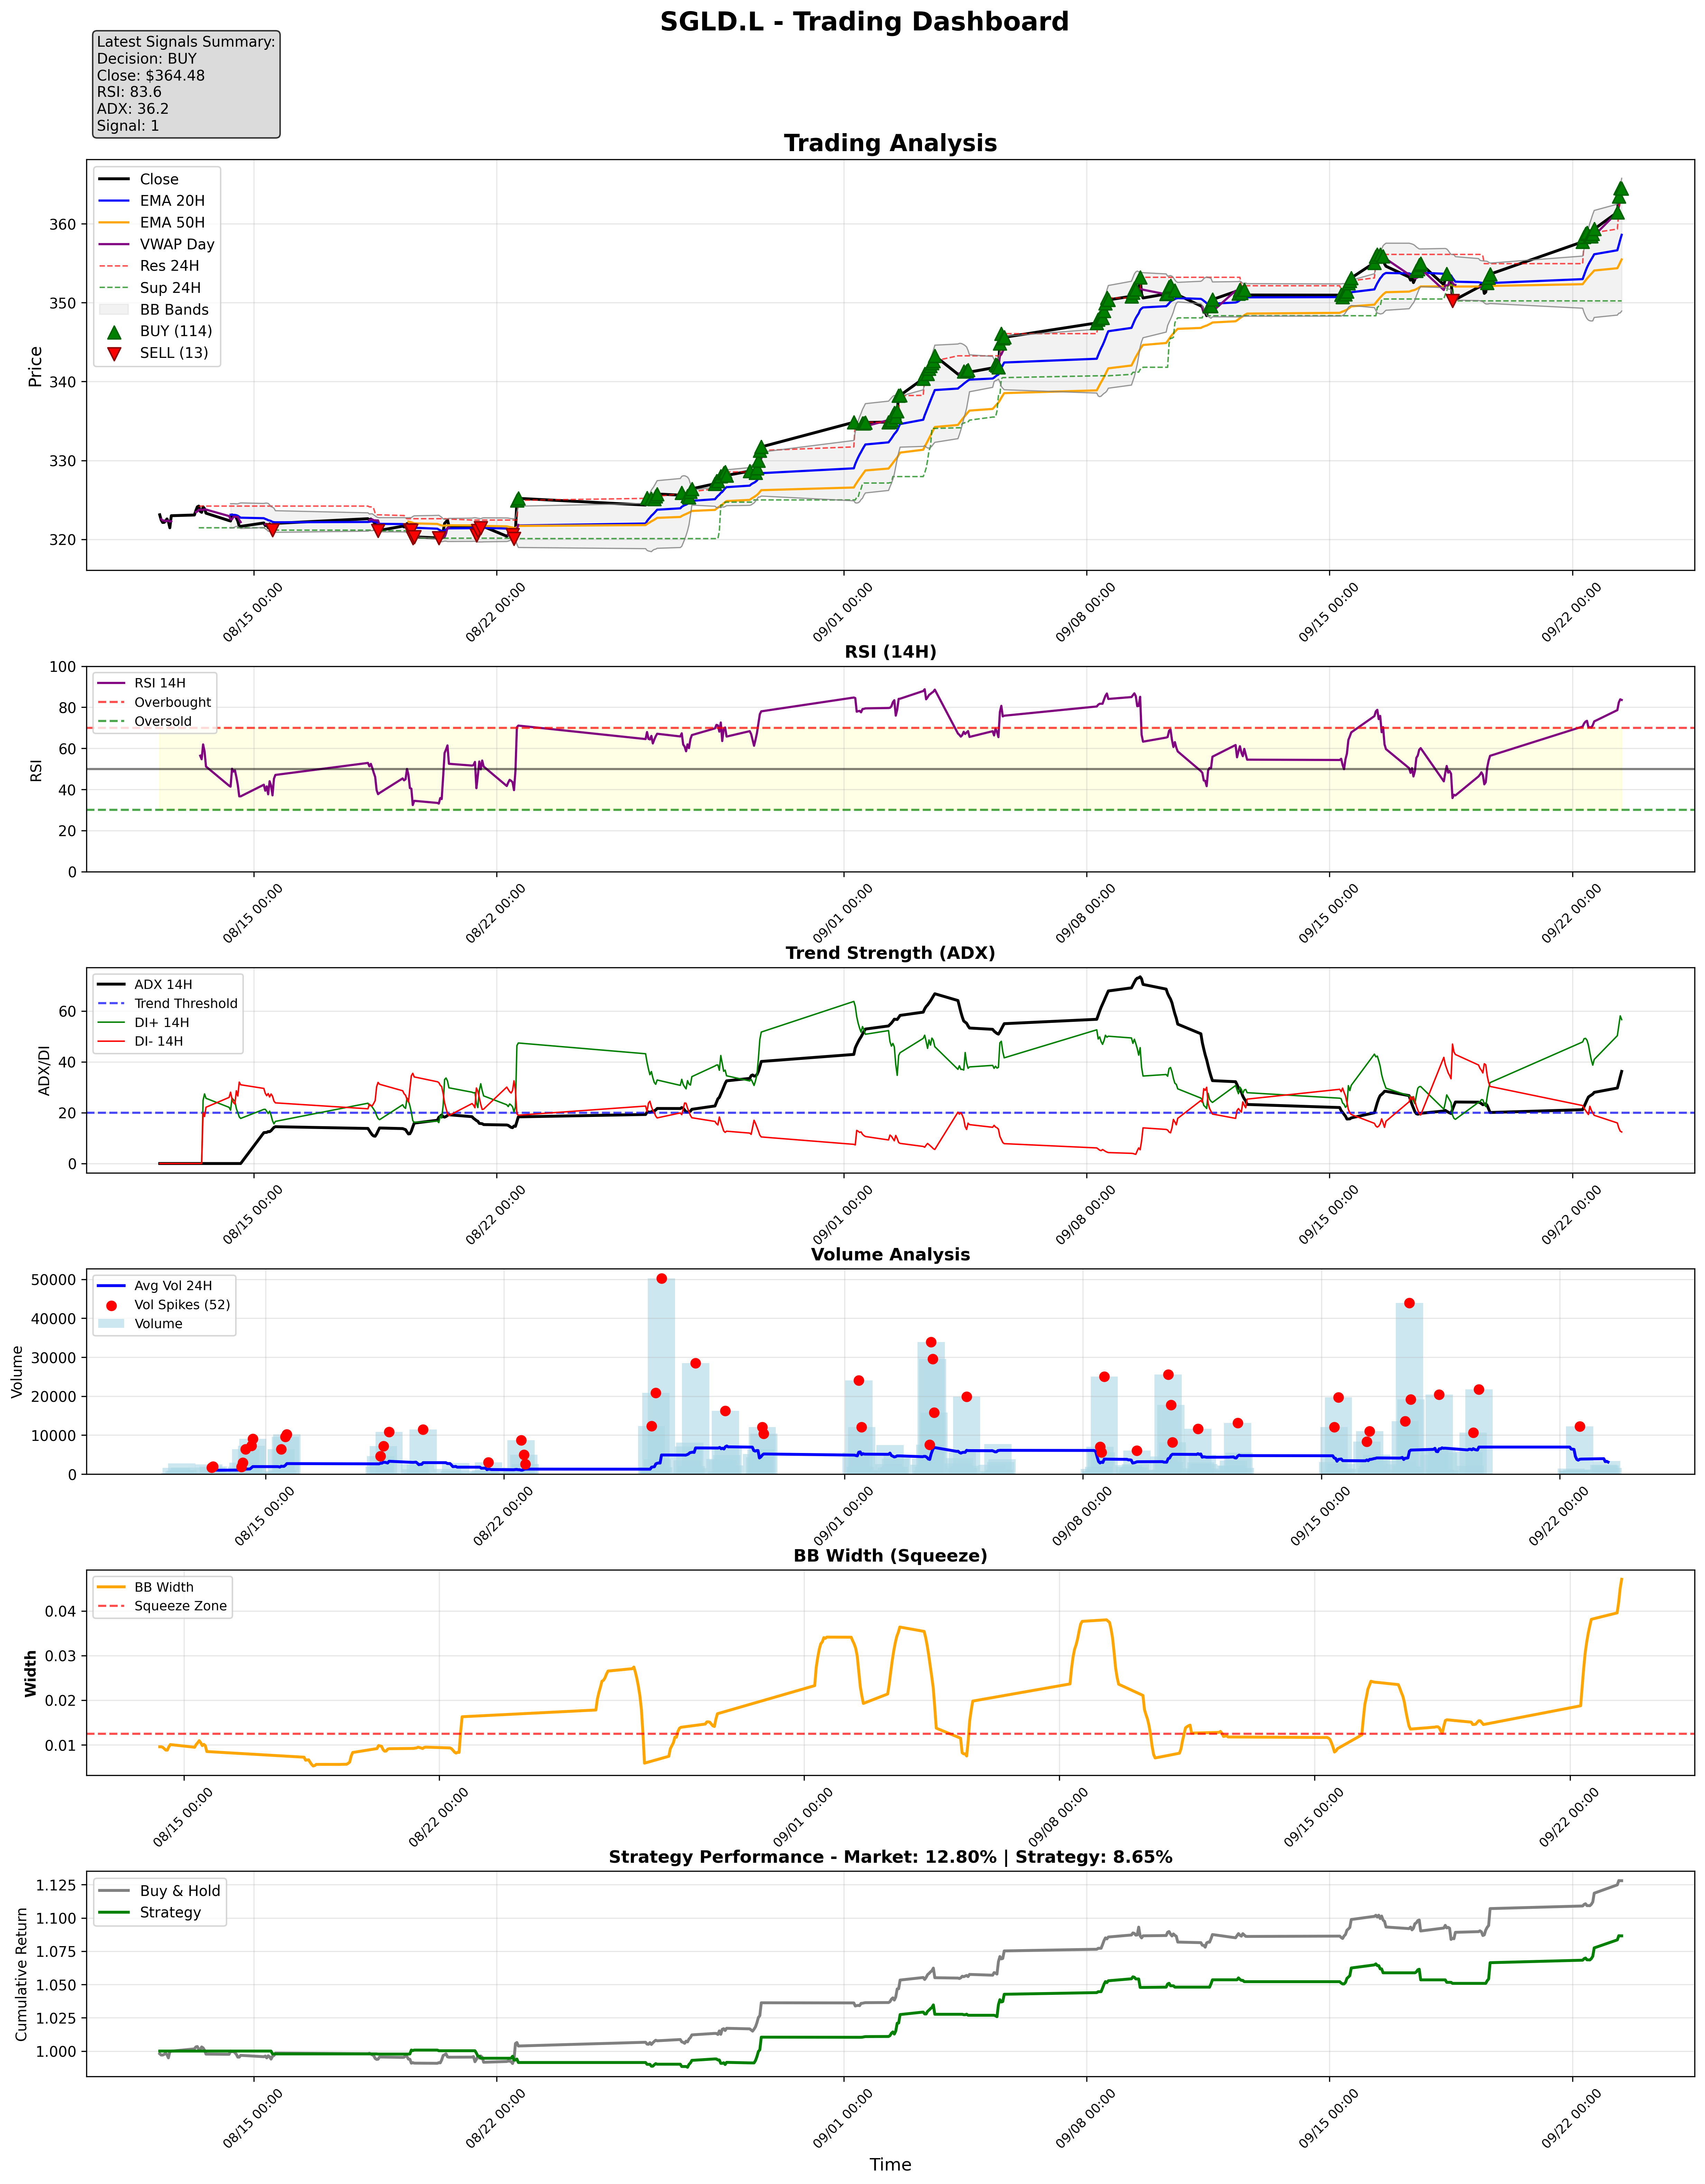 SGLD.L - Trading Dashboard
Latest Signals Summary:
Decision: BUY
Close: $364.48
RSI: 83.6
ADX: 36.2
Signal: 1
Trading Analysis
Close
EMA 20H
EMA 50H
VWAP Day
Res 24H
Sup 24H
BB Bands
BUY (114)
SELL (13)
Price
360
350
340
330
320
08/15 00:00
08/22 00:00
09/01 00:00
09/08 00:00
09/15 00:00
09/22 00:00
RSI (14H)
RSI 14H
Overbought
Oversold
RSI
100
80
60
40
20
0
08/15 00:00
08/22 00:00
09/01 00:00
09/08 00:00
09/15 00:00
09/22 00:00
Trend Strength (ADX)
ADX 14H
Trend Threshold
DI+ 14H
DI- 14H
ADX/DI
60
40
20
0
08/15 00:00
08/22 00:00
09/01 00:00
09/08 00:00
09/15 00:00
09/22 00:00
Volume Analysis
Avg Vol 24H
Vol Spikes (52)
Volume
Volume
50000
40000
30000
20000
10000
0
08/15 00:00
08/22 00:00
09/01 00:00
09/08 00:00
09/15 00:00
09/22 00:00
BB Width (Squeeze)
BB Width
Squeeze Zone
Width
0.04
0.03
0.02
0.01
08/15 00:00
08/22 00:00
09/01 00:00
09/08 00:00
09/15 00:00
09/22 00:00
Strategy Performance - Market: 12.80% | Strategy: 8.65%
Buy & Hold
Strategy
Cumulative Return
1.125
1.100
1.075
1.050
1.025
1.000
08/15 00:00
08/22 00:00
09/01 00:00
09/08 00:00
09/15 00:00
09/22 00:00
Time